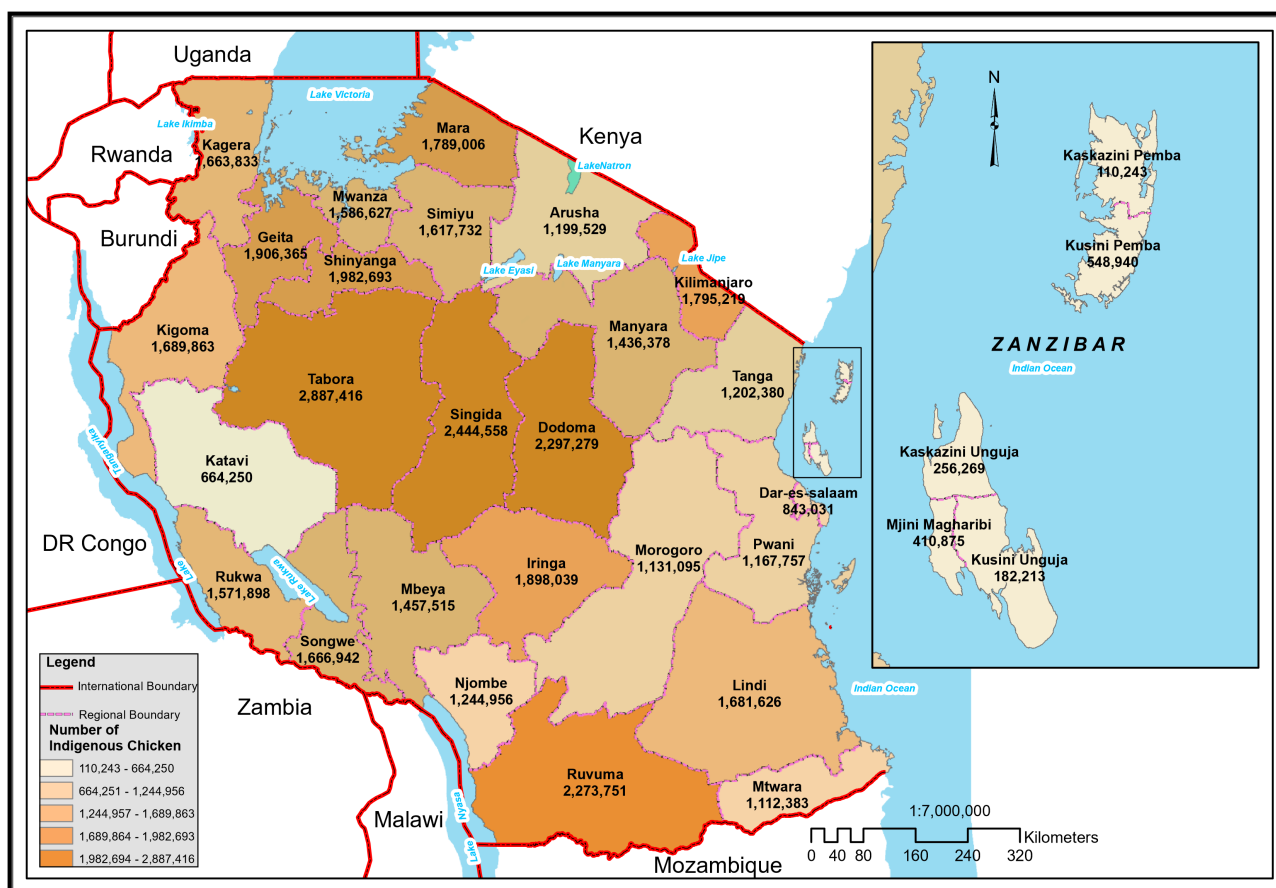 Uganda
Lake Victoria
Lake Ikimba
Rwanda
Kagera
1,663,833
Mara
1,789,006
Kenya
LakeNatron
Burundi
Mwanza
1,586,627
Simiyu
1,617,732
Arusha
1,199,529
Geita
1,906,365
Shinyanga
1,982,693
Lake Eyasi
Lake Manyara
Lake Jipe
Kilimanjaro
1,795,219
Kigoma
1,689,863
Manyara
1,436,378
Tabora
2,887,416
Singida
2,444,558
Dodoma
2,297,279
Tanga
1,202,380
Katavi
664,250
Lake Tanganyika
DR Congo
Dar-es-salaam
843,031
Pwani
1,167,757
Morogoro
1,131,095
Iringa
1,898,039
Mbeya
1,457,515
Rukwa
1,571,898
Lake Rukwa
Songwe
1,666,942
Njombe
1,244,956
Lindi
1,681,626
Indian Ocean
Zambia
Ruvuma
2,273,751
Mtwara
1,112,383
Malawi
Lake Nyasa
Mozambique
N
Kaskazini Pemba
110,243
Kusini Pemba
548,940
ZANZIBAR
Indian Ocean
Kaskazini Unguja
256,269
Mjini Magharibi
410,875
Kusini Unguja
182,213
Legend
International Boundary
Regional Boundary
Number of
Indigenous Chicken
110,243 - 664,250
664,251 - 1,244,956
1,244,957 - 1,689,863
1,689,864 - 1,982,693
1,982,694 - 2,887,416
1:7,000,000
Kilometers
0 40 80 160 240 320